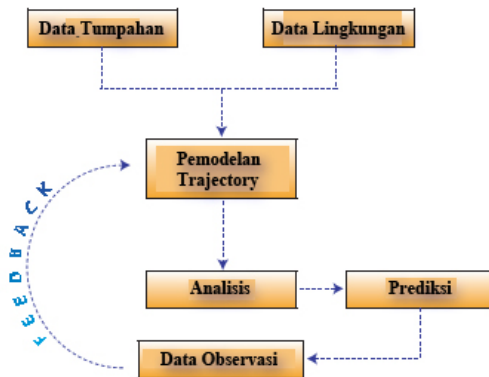 Data Tumpahan
Data Lingkungan
Pemodelan
Trajectory
Analisis
Prediksi
Data Observasi
FEEDBACK